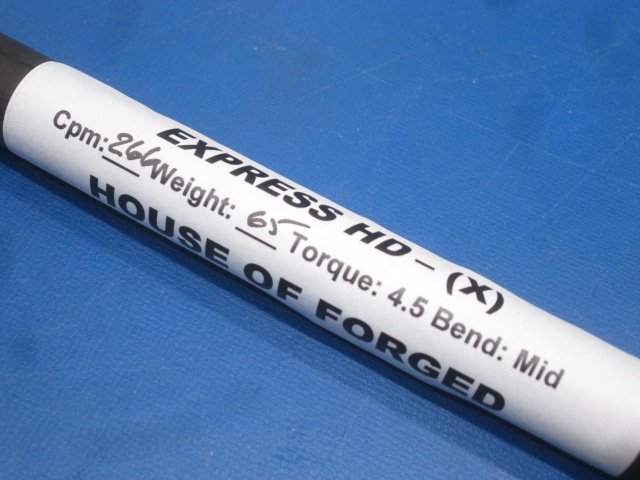 EXPRESS HD - (X)
Cpm: 266 Weight: 65 Torque: 4.5 Bend: Mid
HOUSE OF FORGED